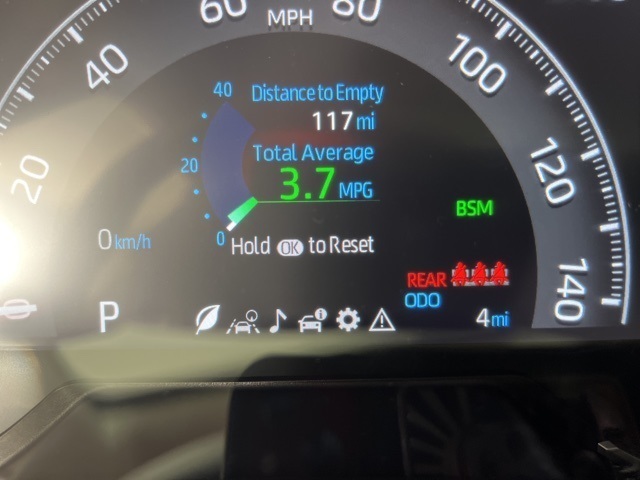 60 MPH 80
40 100
20 120
140
40 Distance to Empty
117 mi
20 Total Average
3.7 MPG
BSM
0 km/h
0 Hold OK to Reset
REAR
ODO
P 4 mi